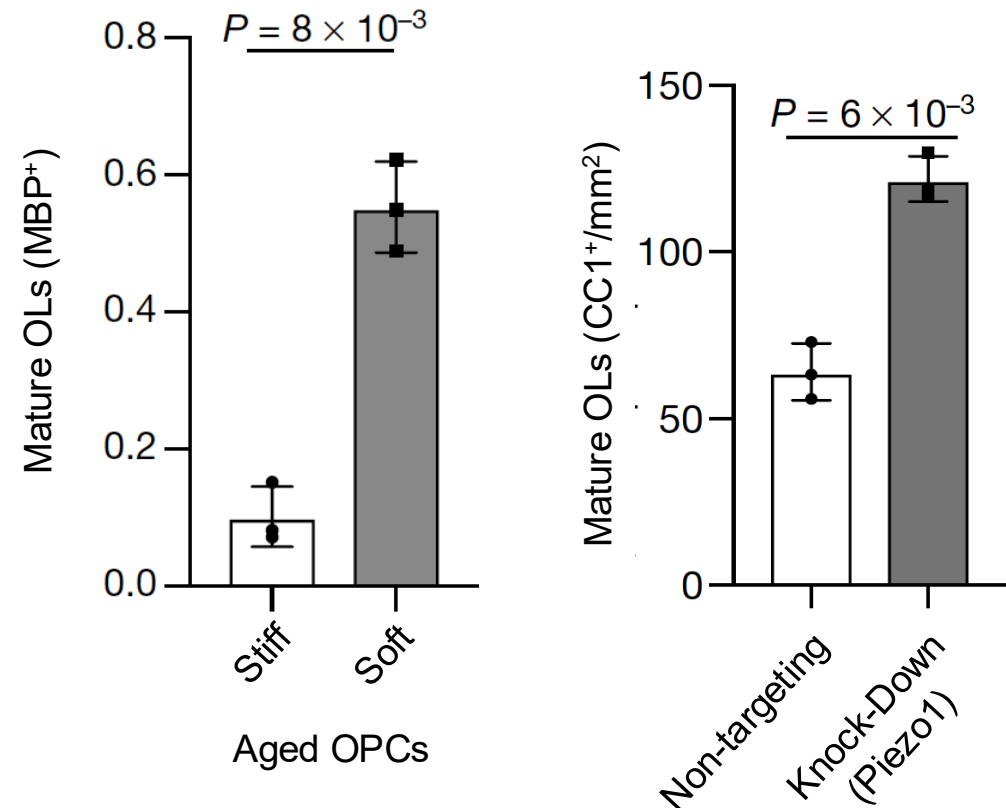 P = 8 × 10⁻³
Mature OLs (MBP⁺)
0.8
0.6
0.4
0.2
0.0
Stiff
Soft
Aged OPCs
P = 6 × 10⁻³
Mature OLs (CC1⁺/mm²)
150
100
50
0
Non-targeting
Knock-Down
(Piezo1)